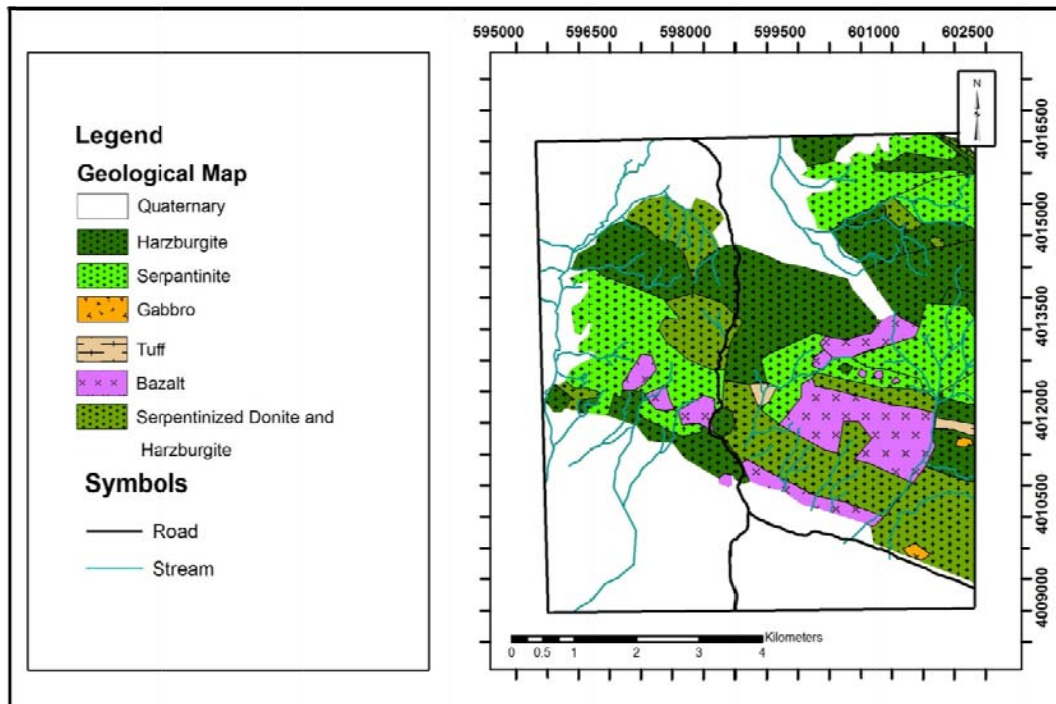 Legend
Geological Map
Quaternary
Harzburgite
Serpantinite
Gabbro
Tuff
Bazalt
Serpentinized Donite and
Harzburgite
Symbols
Road
Stream
595000 596500 598000 599500 601000 602500
N
4016500
4015000
4013500
4012000
4010500
4009000
Kilometers
0 0.5 1 2 3 4